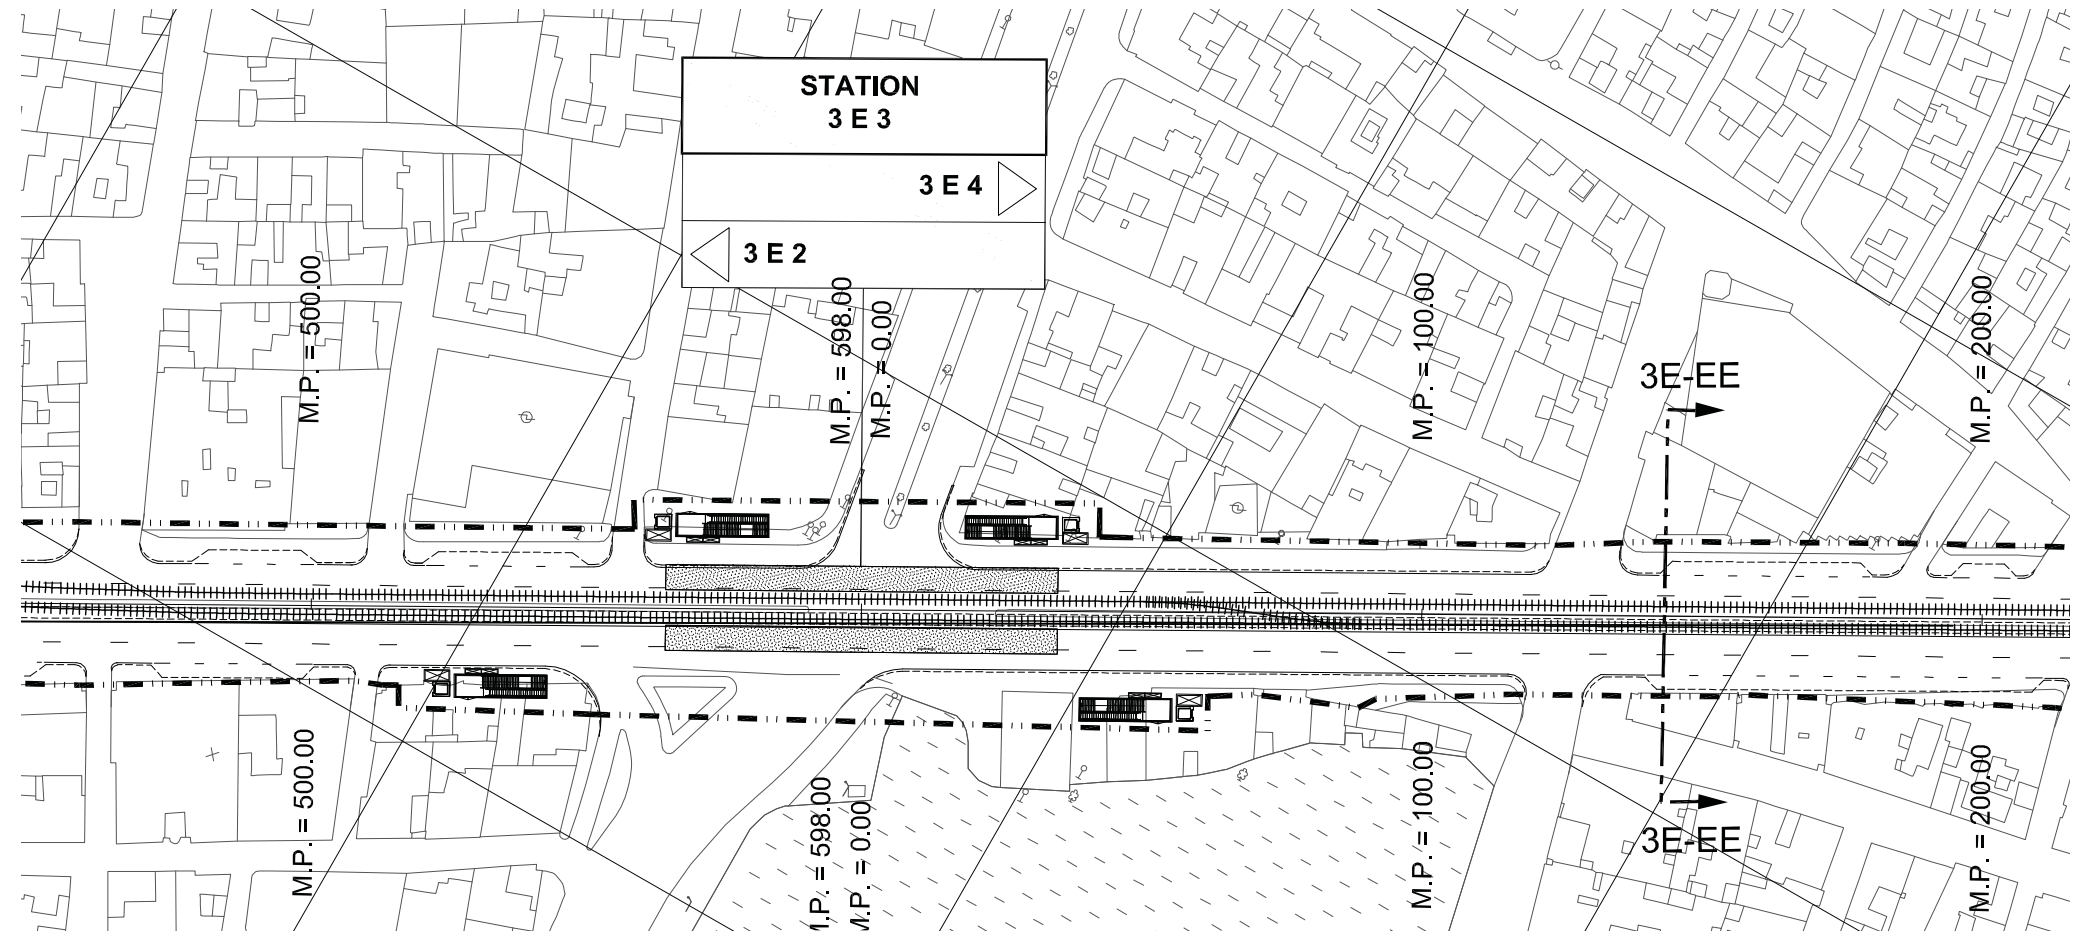 STATION
3 E 3
3 E 4
3 E 2
M.P. = 500.00
M.P. = 598.00
M.P. = 0.00
M.P. = 100.00
M.P. = 200.00
3E-EE
3E-EE
M.P. = 500.00
M.P. = 598.00
M.P. = 0.00
M.P. = 100.00
M.P. = 200.00